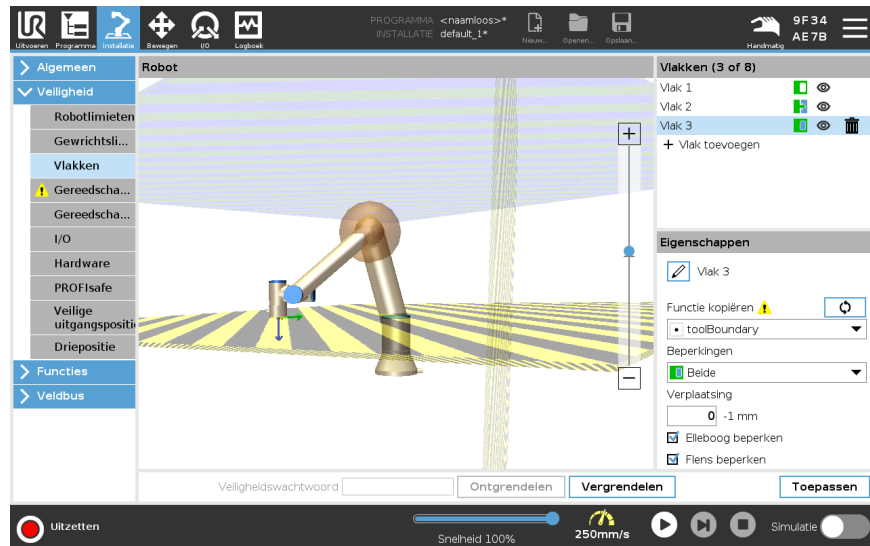 PROGRAMMA <naamloos>*
INSTALLATIE default_1*
9F34
AE7B
Uitvoeren Programma Installatie Bewegen I/O Logboek
Nieuw... Openen... Opslaan...
Handmatig
Algemeen
Veiligheid
Robotlimieten
Gewrichtsli...
Vlakken
Gereedscha...
Gereedscha...
I/O
Hardware
PROFIsafe
Veilige
uitgangspositi
Driepositie
Functies
Veldbus
Robot
+
−
Vlakken (3 of 8)
Vlak 1
Vlak 2
Vlak 3
+ Vlak toevoegen
Eigenschappen
Vlak 3
Functie kopiëren
toolBoundary
Beperkingen
Beide
Verplaatsing
0 -1 mm
Elleboog beperken
Flens beperken
Veiligheidswachtwoord Ontgrendelen Vergrendelen Toepassen
Uitzetten
Snelheid 100%
250mm/s
Simulatie